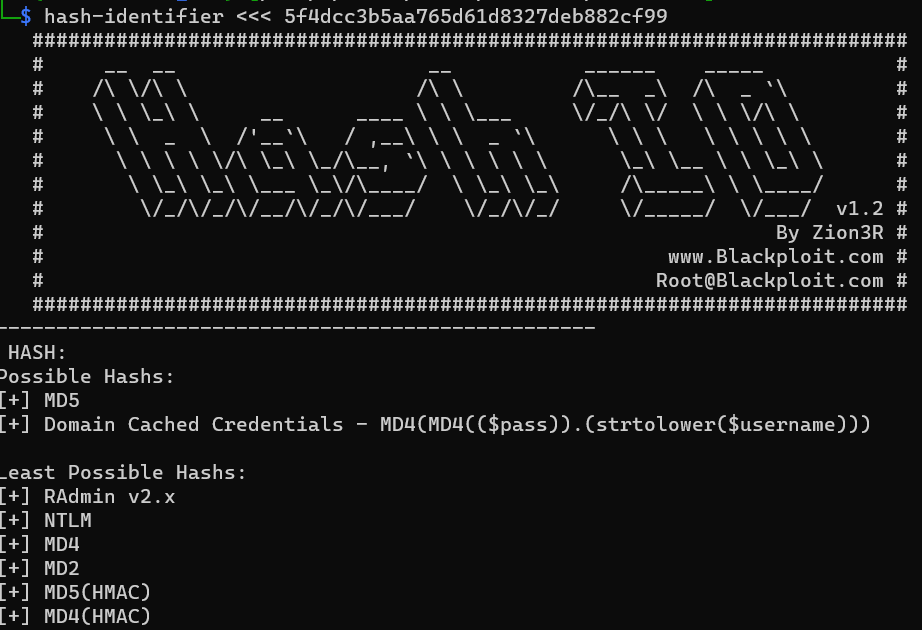 $ hash-identifier <<< 5f4dcc3b5aa765d61d8327deb882cf99
#########################################################################
#     __  __                     __           ______    _____           #
#    /\ \/\ \                   /\ \         /\__  _\  /\  _ `\         #
#    \ \ \_\ \     __      ____ \ \ \___     \/_/\ \/  \ \ \/\ \        #
#     \ \  _  \  /'__`\   / ,__\ \ \  _ `\      \ \ \   \ \ \ \ \       #
#      \ \ \ \ \/\ \_\ \_/\__, `\ \ \ \ \ \      \_\ \__ \ \ \_\ \      #
#       \ \_\ \_\ \___ \_\/\____/  \ \_\ \_\     /\_____\ \ \____/      #
#        \/_/\/_/\/__/\/_/\/___/    \/_/\/_/     \/_____/  \/___/  v1.2 #
#                                                             By Zion3R #
#                                                    www.Blackploit.com #
#                                                   Root@Blackploit.com #
#########################################################################
--------------------------------------------------
HASH:
Possible Hashs:
[+] MD5
[+] Domain Cached Credentials - MD4(MD4(($pass)).(strtolower($username)))
Least Possible Hashs:
[+] RAdmin v2.x
[+] NTLM
[+] MD4
[+] MD2
[+] MD5(HMAC)
[+] MD4(HMAC)